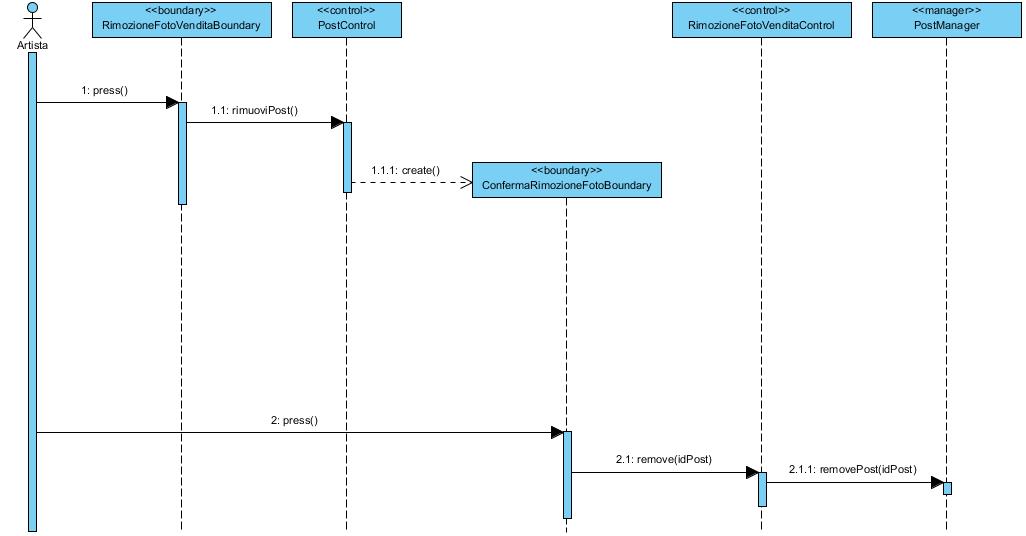 <<boundary>>
RimozioneFotoVenditaBoundary
<<control>>
PostControl
<<control>>
RimozioneFotoVenditaControl
<<manager>>
PostManager
Artista
1: press()
1.1: rimuoviPost()
1.1.1: create()
<<boundary>>
ConfermaRimozioneFotoBoundary
2: press()
2.1: remove(idPost)
2.1.1: removePost(idPost)